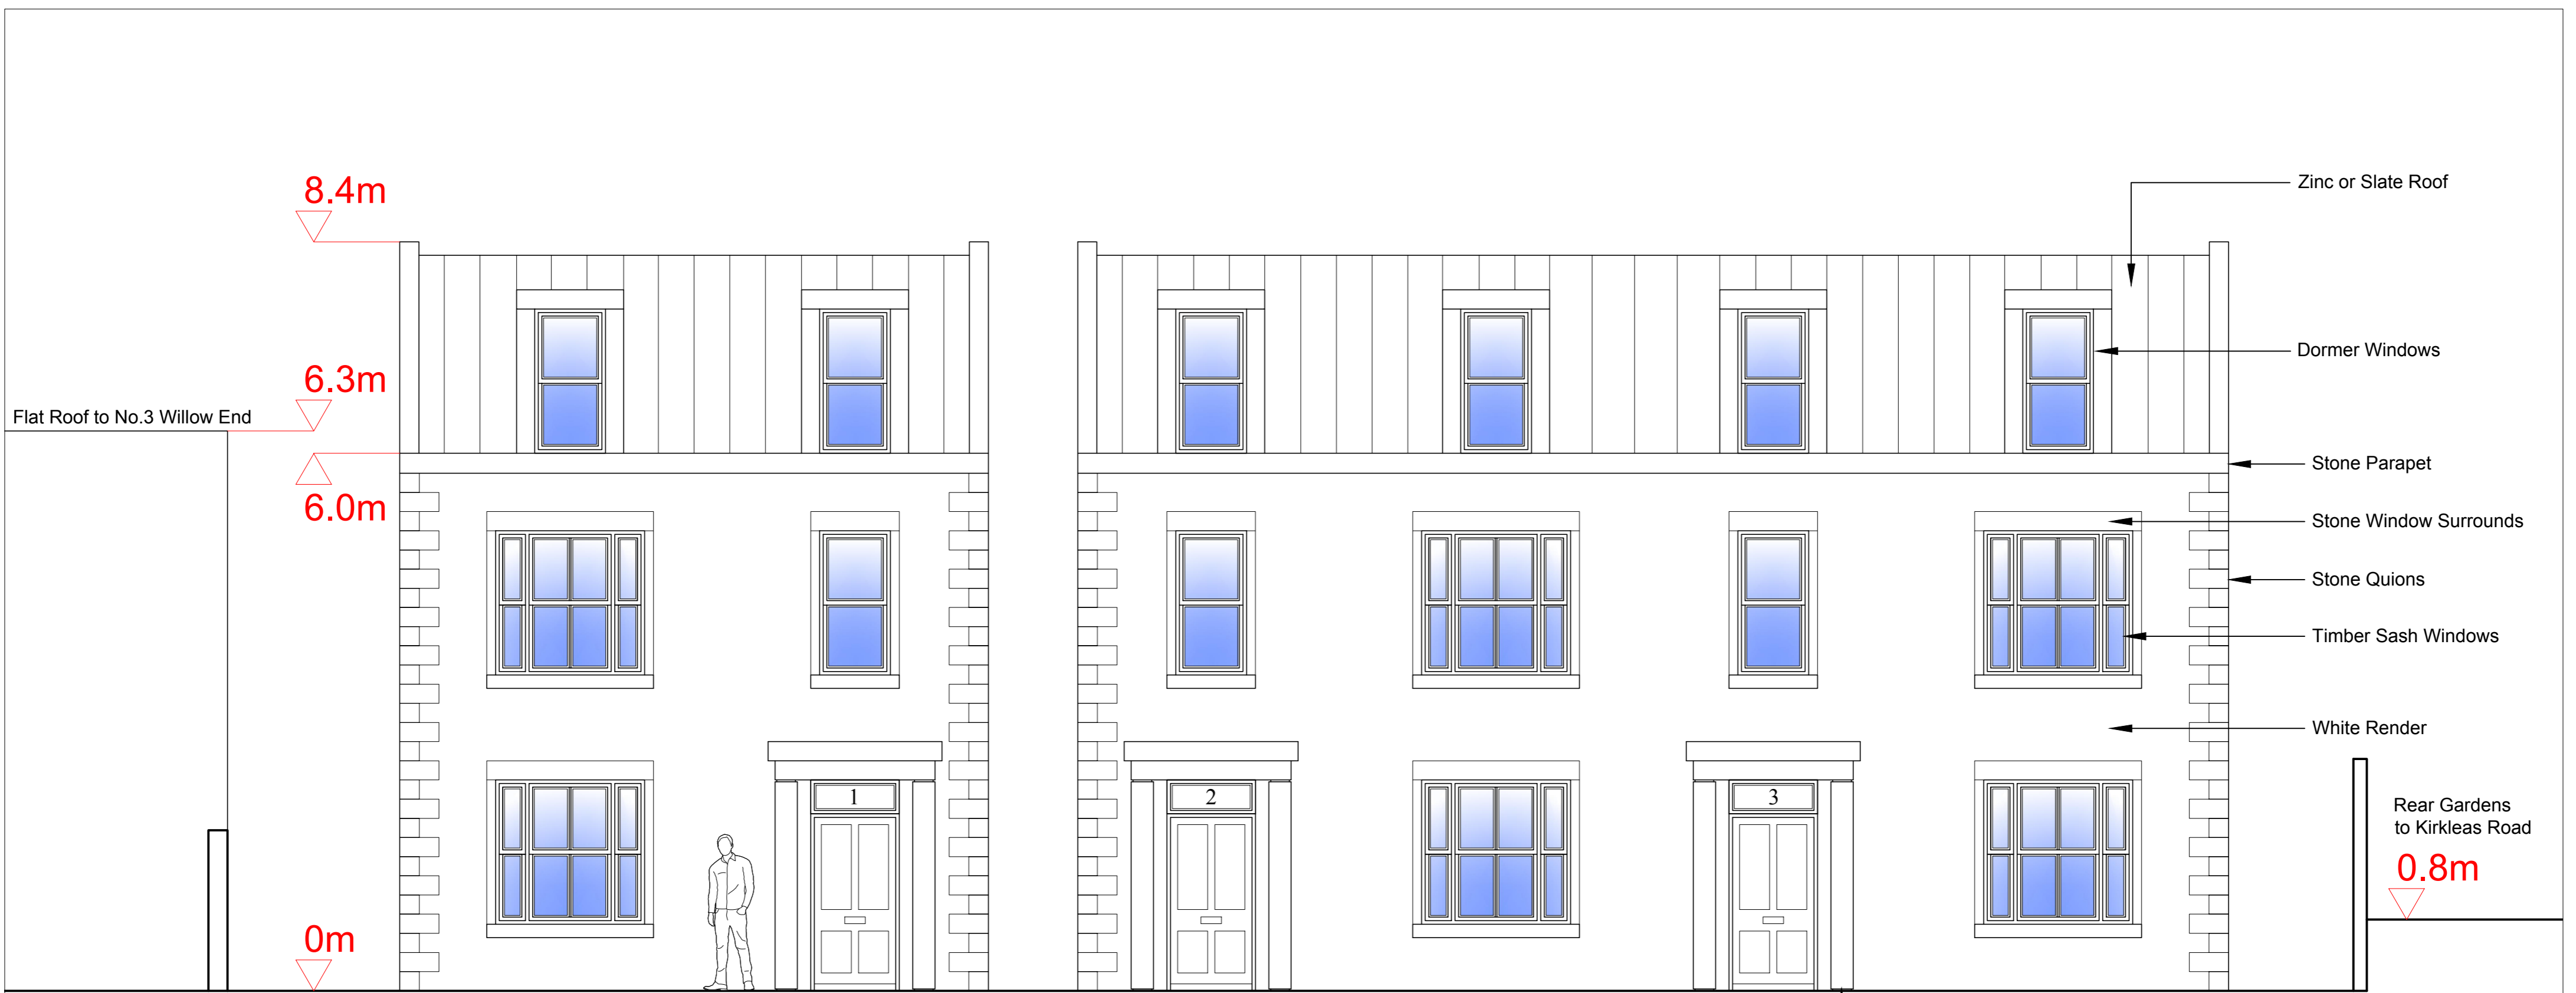 8.4m
Zinc or Slate Roof
Dormer Windows
6.3m
Flat Roof to No.3 Willow End
Stone Parapet
6.0m
Stone Window Surrounds
Stone Quions
Timber Sash Windows
White Render
1
2
3
Rear Gardens
to Kirkleas Road
0.8m
0m